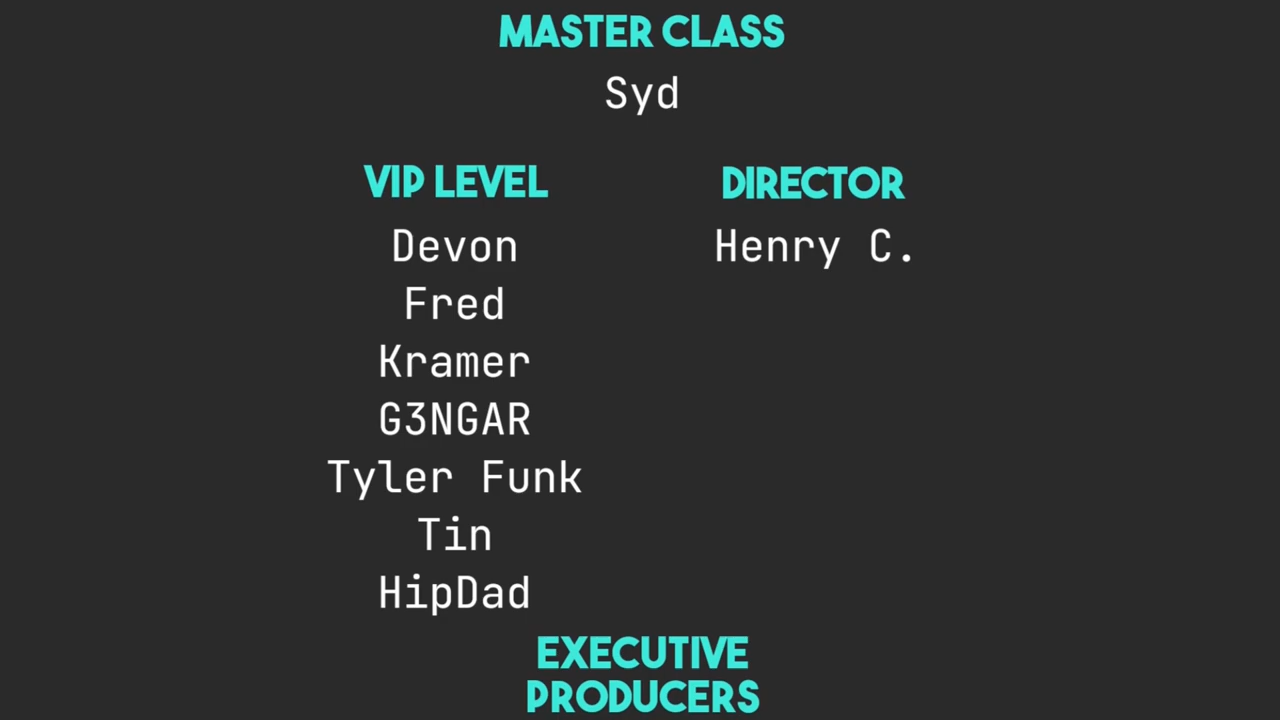 MASTER CLASS
Syd
VIP LEVEL
Devon
Fred
Kramer
G3NGAR
Tyler Funk
Tin
HipDad
DIRECTOR
Henry C.
EXECUTIVE
PRODUCERS